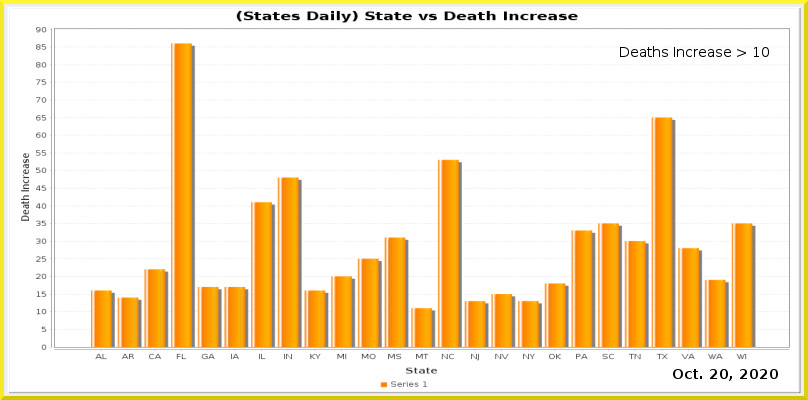 (States Daily) State vs Death Increase
Deaths Increase > 10
Death Increase
90
85
80
75
70
65
60
55
50
45
40
35
30
25
20
15
10
5
0
AL AR CA FL GA IA IL IN KY MI MO MS MT NC NJ NV NY OK PA SC TN TX VA WA WI
State
Series 1
Oct. 20, 2020